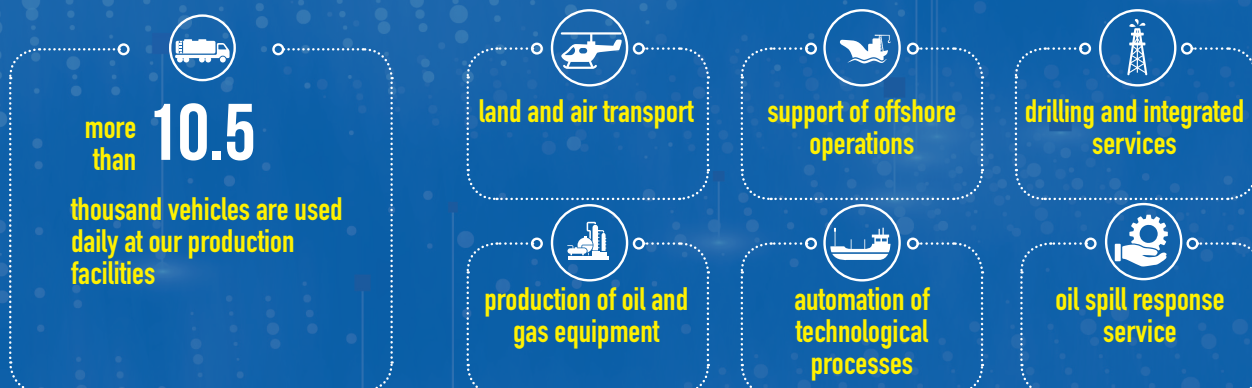 more
than
10.5
thousand vehicles are used
daily at our production
facilities
land and air transport
support of offshore
operations
drilling and integrated
services
production of oil and
gas equipment
automation of
technological
processes
oil spill response
service